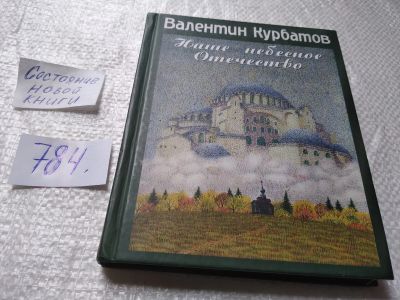 Валентин Курбатов
Наше небесное
Отечество
Состояние
новой
книги
784.